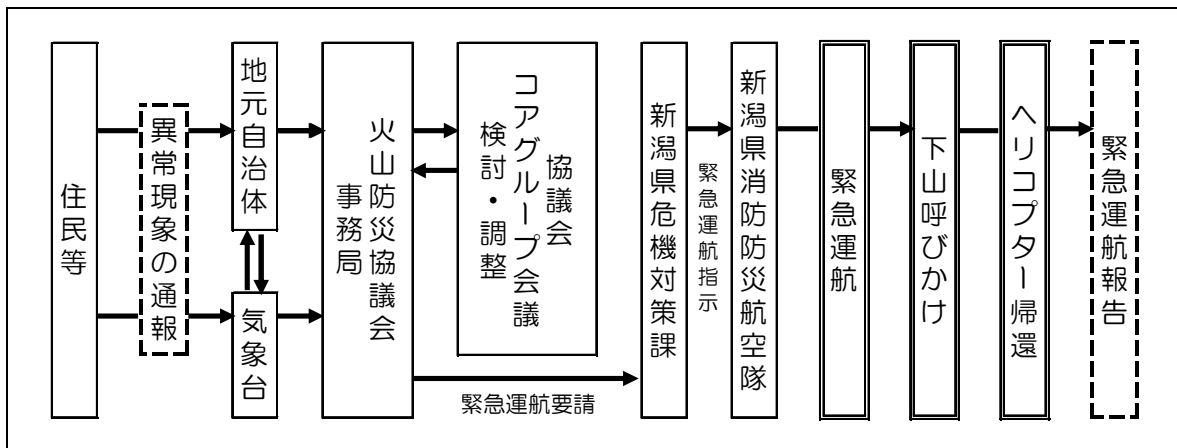 住民等
異常現象の通報
地元自治体
気象台
火山防災協議会
事務局
協議会
コアグループ会議
検討・調整
緊急運航要請
新潟県危機対策課
緊急運航指示
新潟県消防防災航空隊
緊急運航
下山呼びかけ
ヘリコプター帰還
緊急運航報告